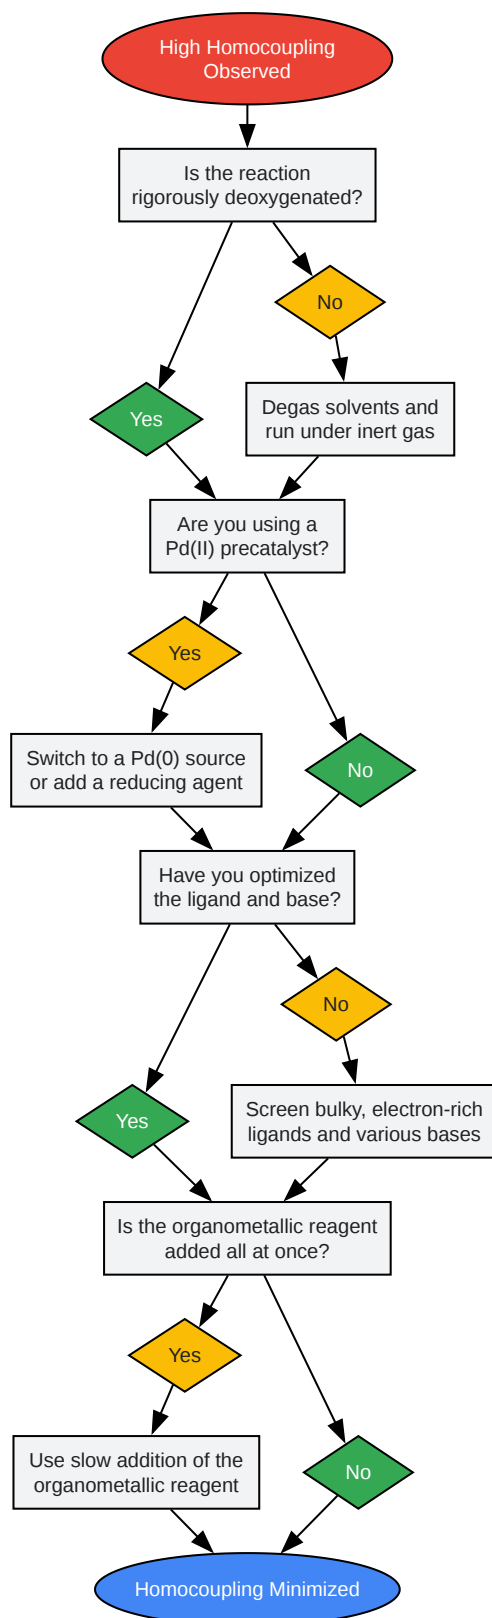 High Homocoupling
Observed
Is the reaction
rigorously deoxygenated?
No
Yes
Degas solvents and
run under inert gas
Are you using a
Pd(II) precatalyst?
Yes
Switch to a Pd(0) source
or add a reducing agent
No
Have you optimized
the ligand and base?
No
Yes
Screen bulky, electron-rich
ligands and various bases
Is the organometallic reagent
added all at once?
Yes
Use slow addition of the
organometallic reagent
No
Homocoupling Minimized